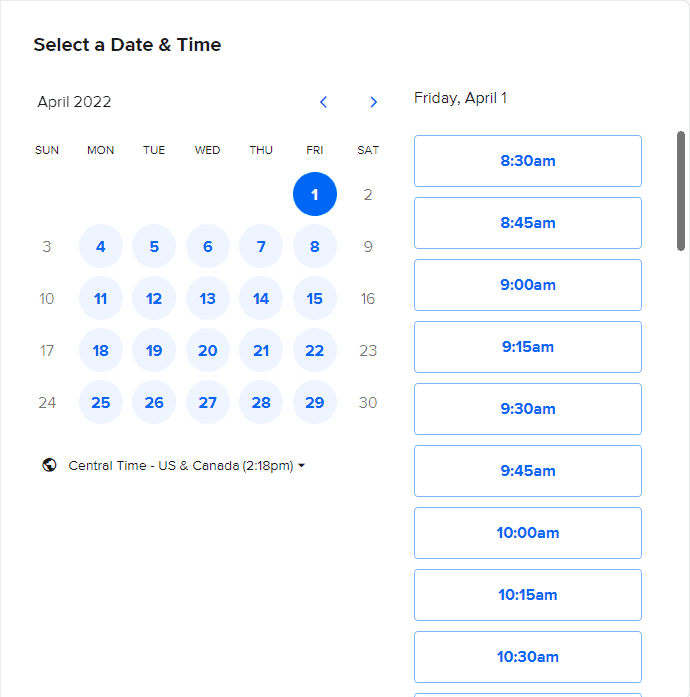 Select a Date & Time
April 2022
SUN MON TUE WED THU FRI SAT
1 2
3 4 5 6 7 8 9
10 11 12 13 14 15 16
17 18 19 20 21 22 23
24 25 26 27 28 29 30
Central Time - US & Canada (2:18pm)
Friday, April 1
8:30am
8:45am
9:00am
9:15am
9:30am
9:45am
10:00am
10:15am
10:30am